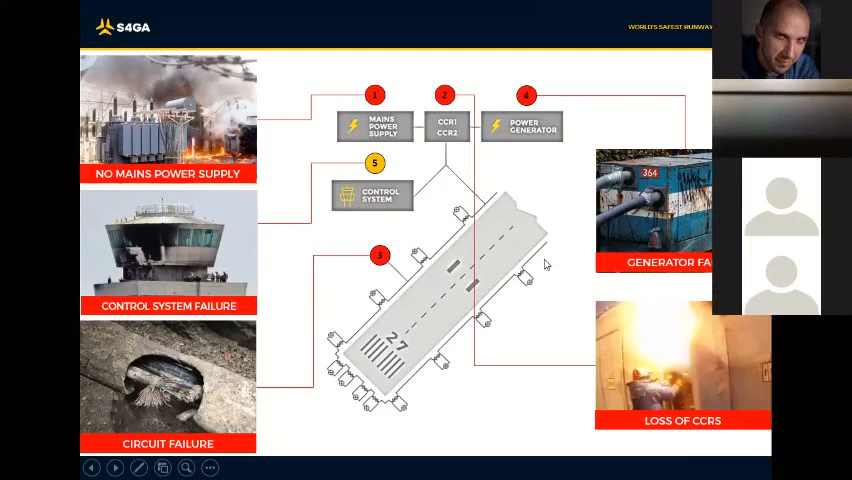 S4GA
WORLD'S SAFEST RUNWAY
NO MAINS POWER SUPPLY
CONTROL SYSTEM FAILURE
CIRCUIT FAILURE
1
MAINS
POWER
SUPPLY
2
CCR1
CCR2
4
POWER
GENERATOR
5
CONTROL
SYSTEM
3
27
364
GENERATOR FA
LOSS OF CCRS